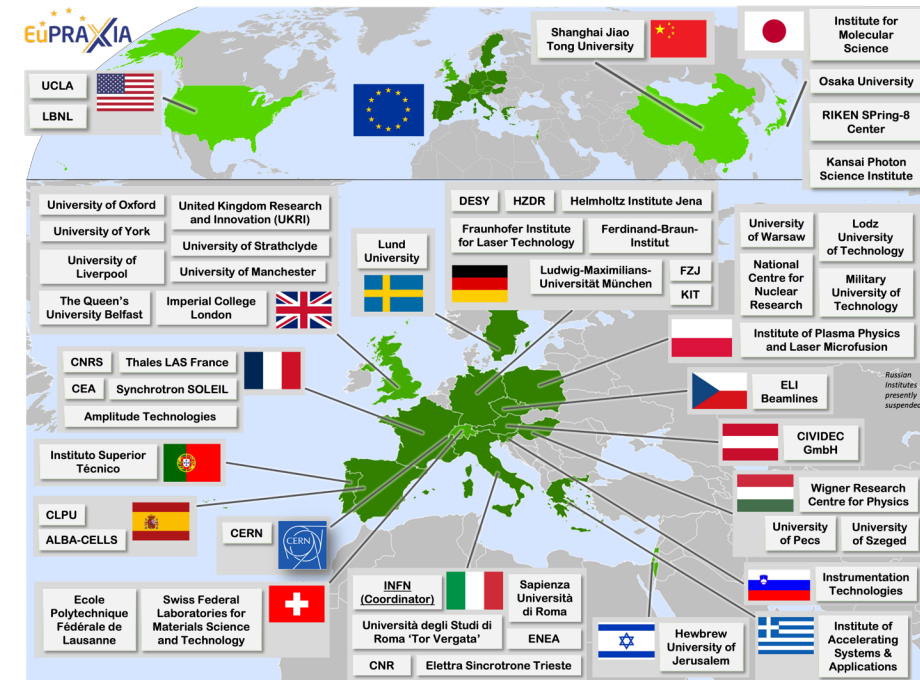 EuPRAXIA
UCLA
LBNL
Shanghai Jiao
Tong University
Institute for
Molecular
Science
Osaka University
RIKEN SPring-8
Center
Kansai Photon
Science Institute
University of Oxford
United Kingdom Research
and Innovation (UKRI)
University of York
University of Strathclyde
University of
Liverpool
University of Manchester
The Queen's
University Belfast
Imperial College
London
Lund
University
DESY
HZDR
Helmholtz Institute Jena
Fraunhofer Institute
for Laser Technology
Ferdinand-Braun-
Institut
Ludwig-Maximilians-
Universität München
FZJ
KIT
University
of Warsaw
Lodz
University
of Technology
National
Centre for
Nuclear
Research
Military
University of
Technology
Institute of Plasma Physics
and Laser Microfusion
CNRS
Thales LAS France
CEA
Synchrotron SOLEIL
Amplitude Technologies
Russian
Institutes
presently
suspended
ELI
Beamlines
CIVIDEC
GmbH
Instituto Superior
Técnico
Wigner Research
Centre for Physics
University
of Pecs
University
of Szeged
CLPU
ALBA-CELLS
CERN
CERN
Instrumentation
Technologies
Ecole
Polytechnique
Fédérale de
Lausanne
Swiss Federal
Laboratories for
Materials Science
and Technology
INFN
(Coordinator)
Sapienza
Università
di Roma
Università degli Studi di
Roma 'Tor Vergata'
ENEA
CNR
Elettra Sincrotrone Trieste
Hewbrew
University of
Jerusalem
Institute of
Accelerating
Systems &
Applications